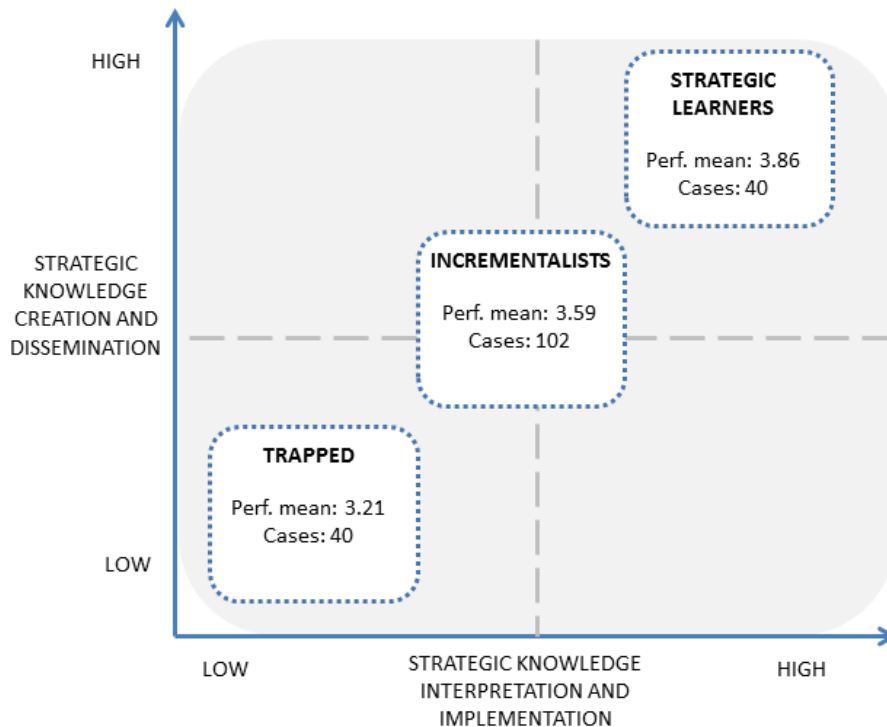 HIGH
STRATEGIC
LEARNERS
Perf. mean: 3.86
Cases: 40
STRATEGIC
KNOWLEDGE
CREATION AND
DISSEMINATION
INCREMENTALISTS
Perf. mean: 3.59
Cases: 102
TRAPPED
Perf. mean: 3.21
Cases: 40
LOW
LOW
STRATEGIC KNOWLEDGE
INTERPRETATION AND
IMPLEMENTATION
HIGH